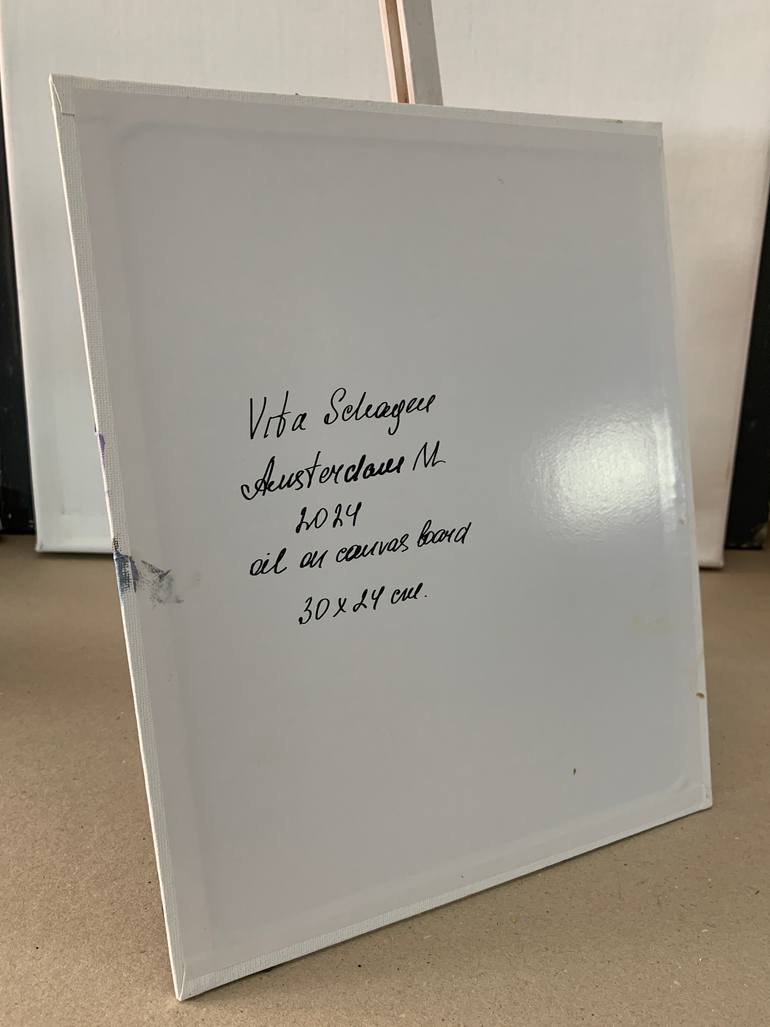 Vita Schagen
Amsterdam NL
2024
oil on canvas board
30 x 24 cm.